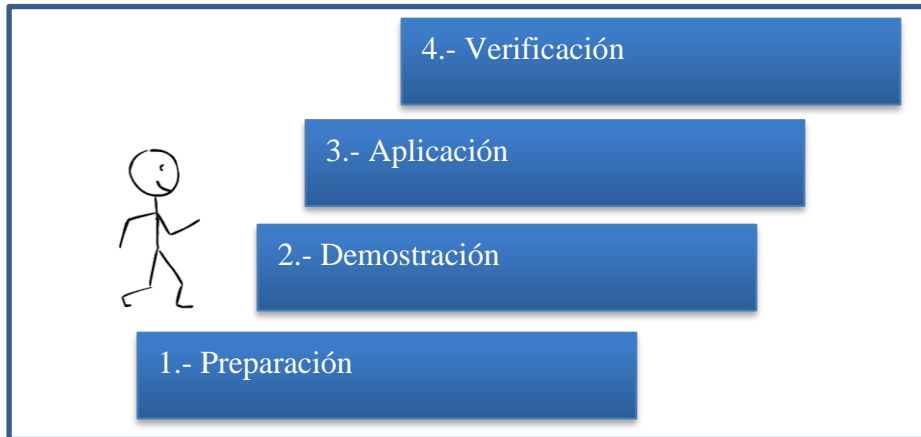 4.- Verificación
3.- Aplicación
2.- Demostración
1.- Preparación